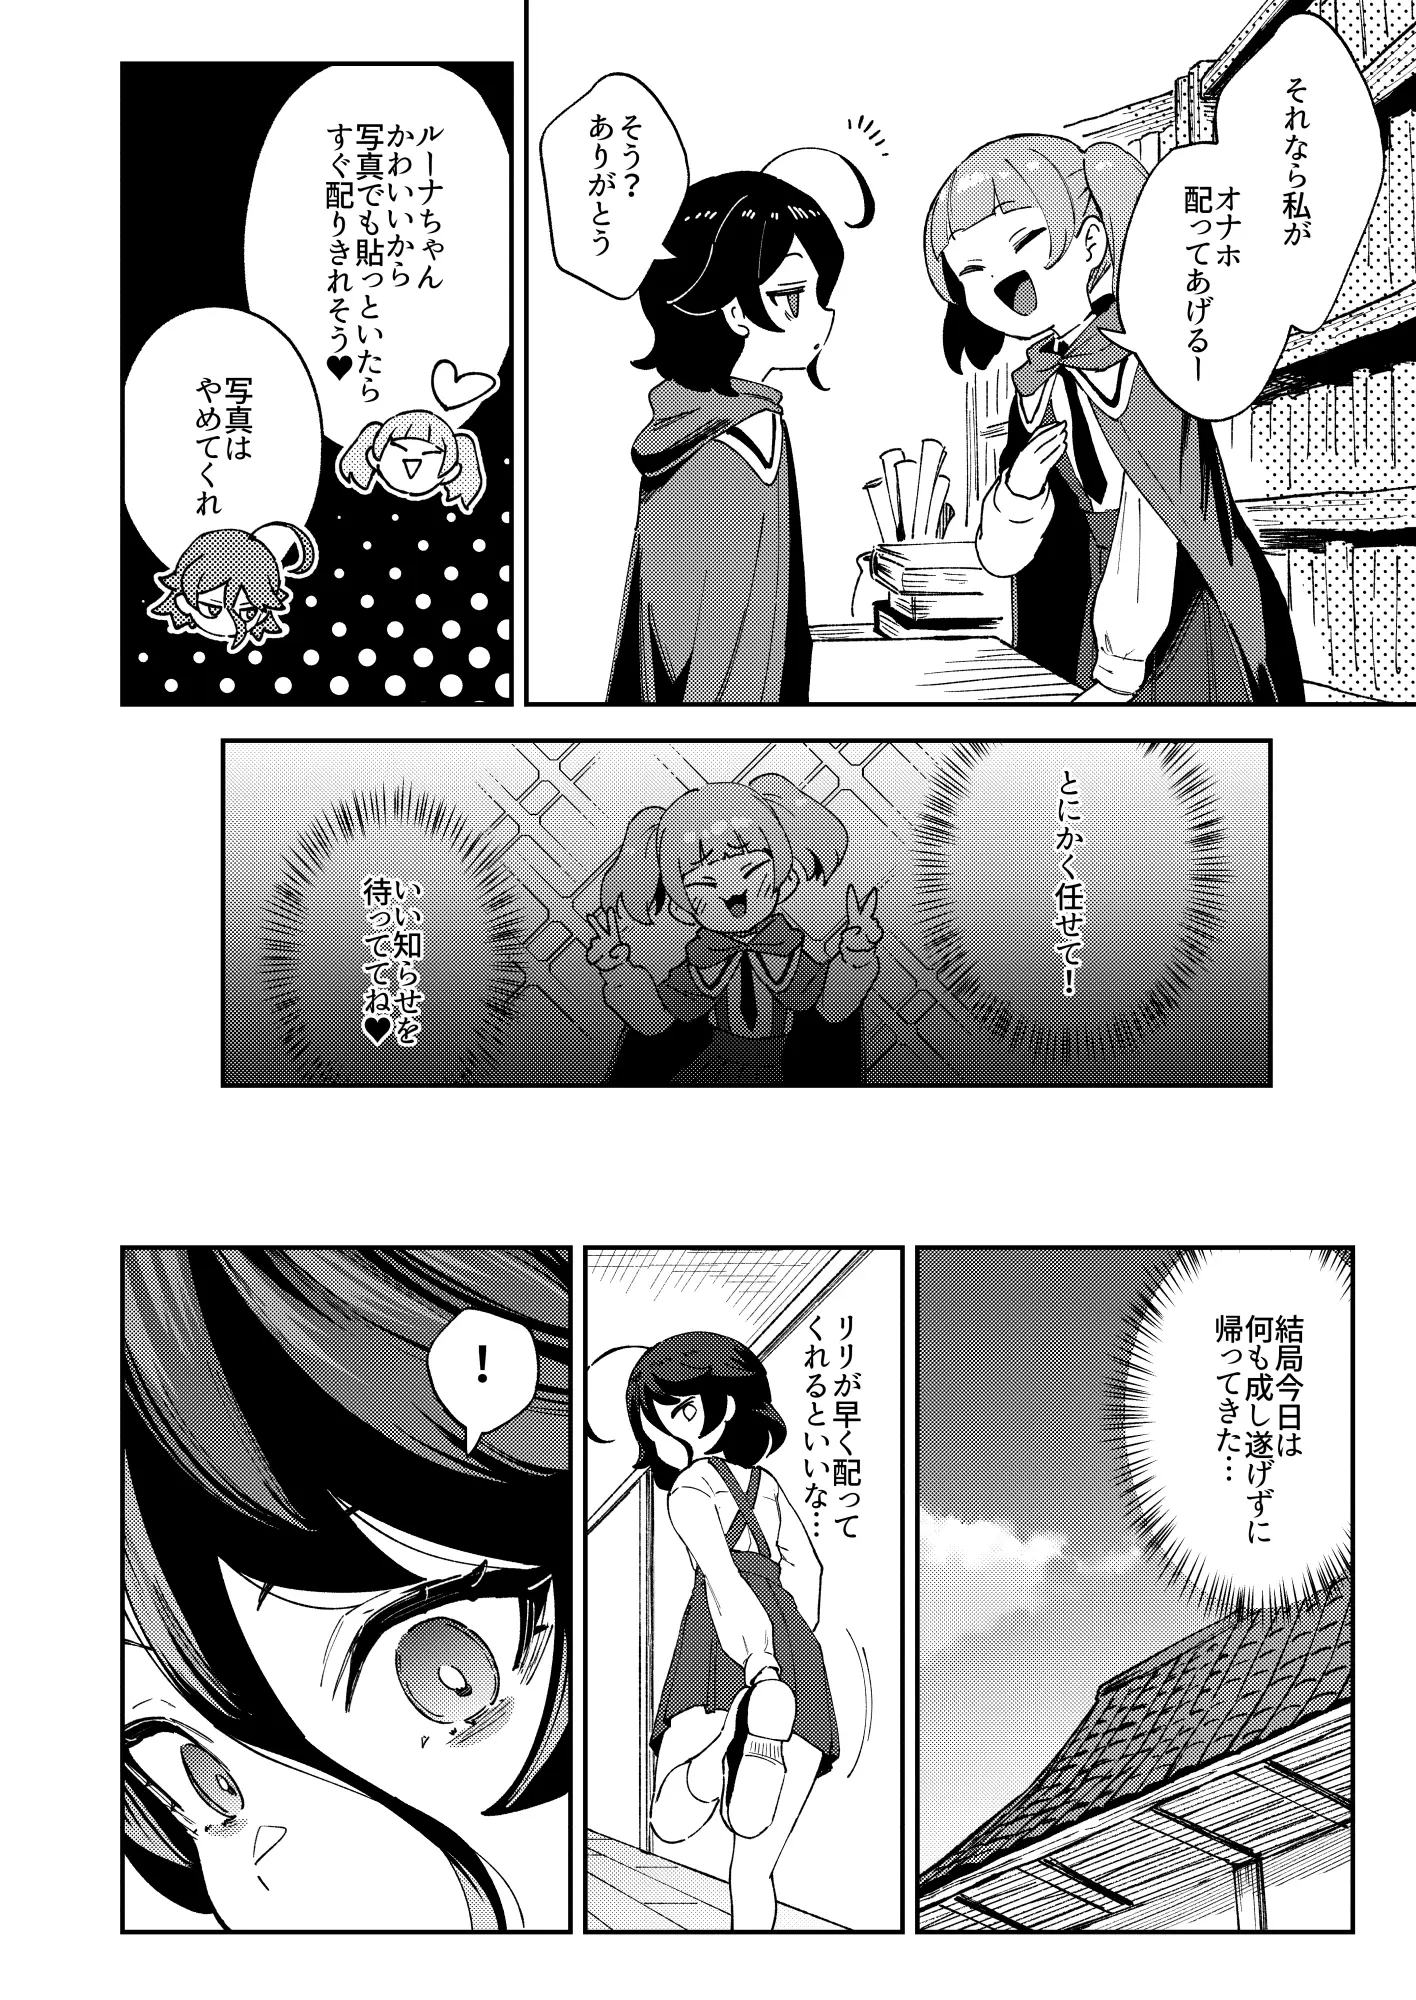 それなら私が
オナホ
配ってあげるー
そう?
ありがとう
ルーナちゃん
かわいいから
写真でも貼っといたら
すぐ配りきれそう♥
写真は
やめてくれ
とにかく任せて!
いい知らせを
待っててね♥
結局今日は
何も成し遂げずに
帰ってきた…
リリが早く配って
くれるといいな…
!